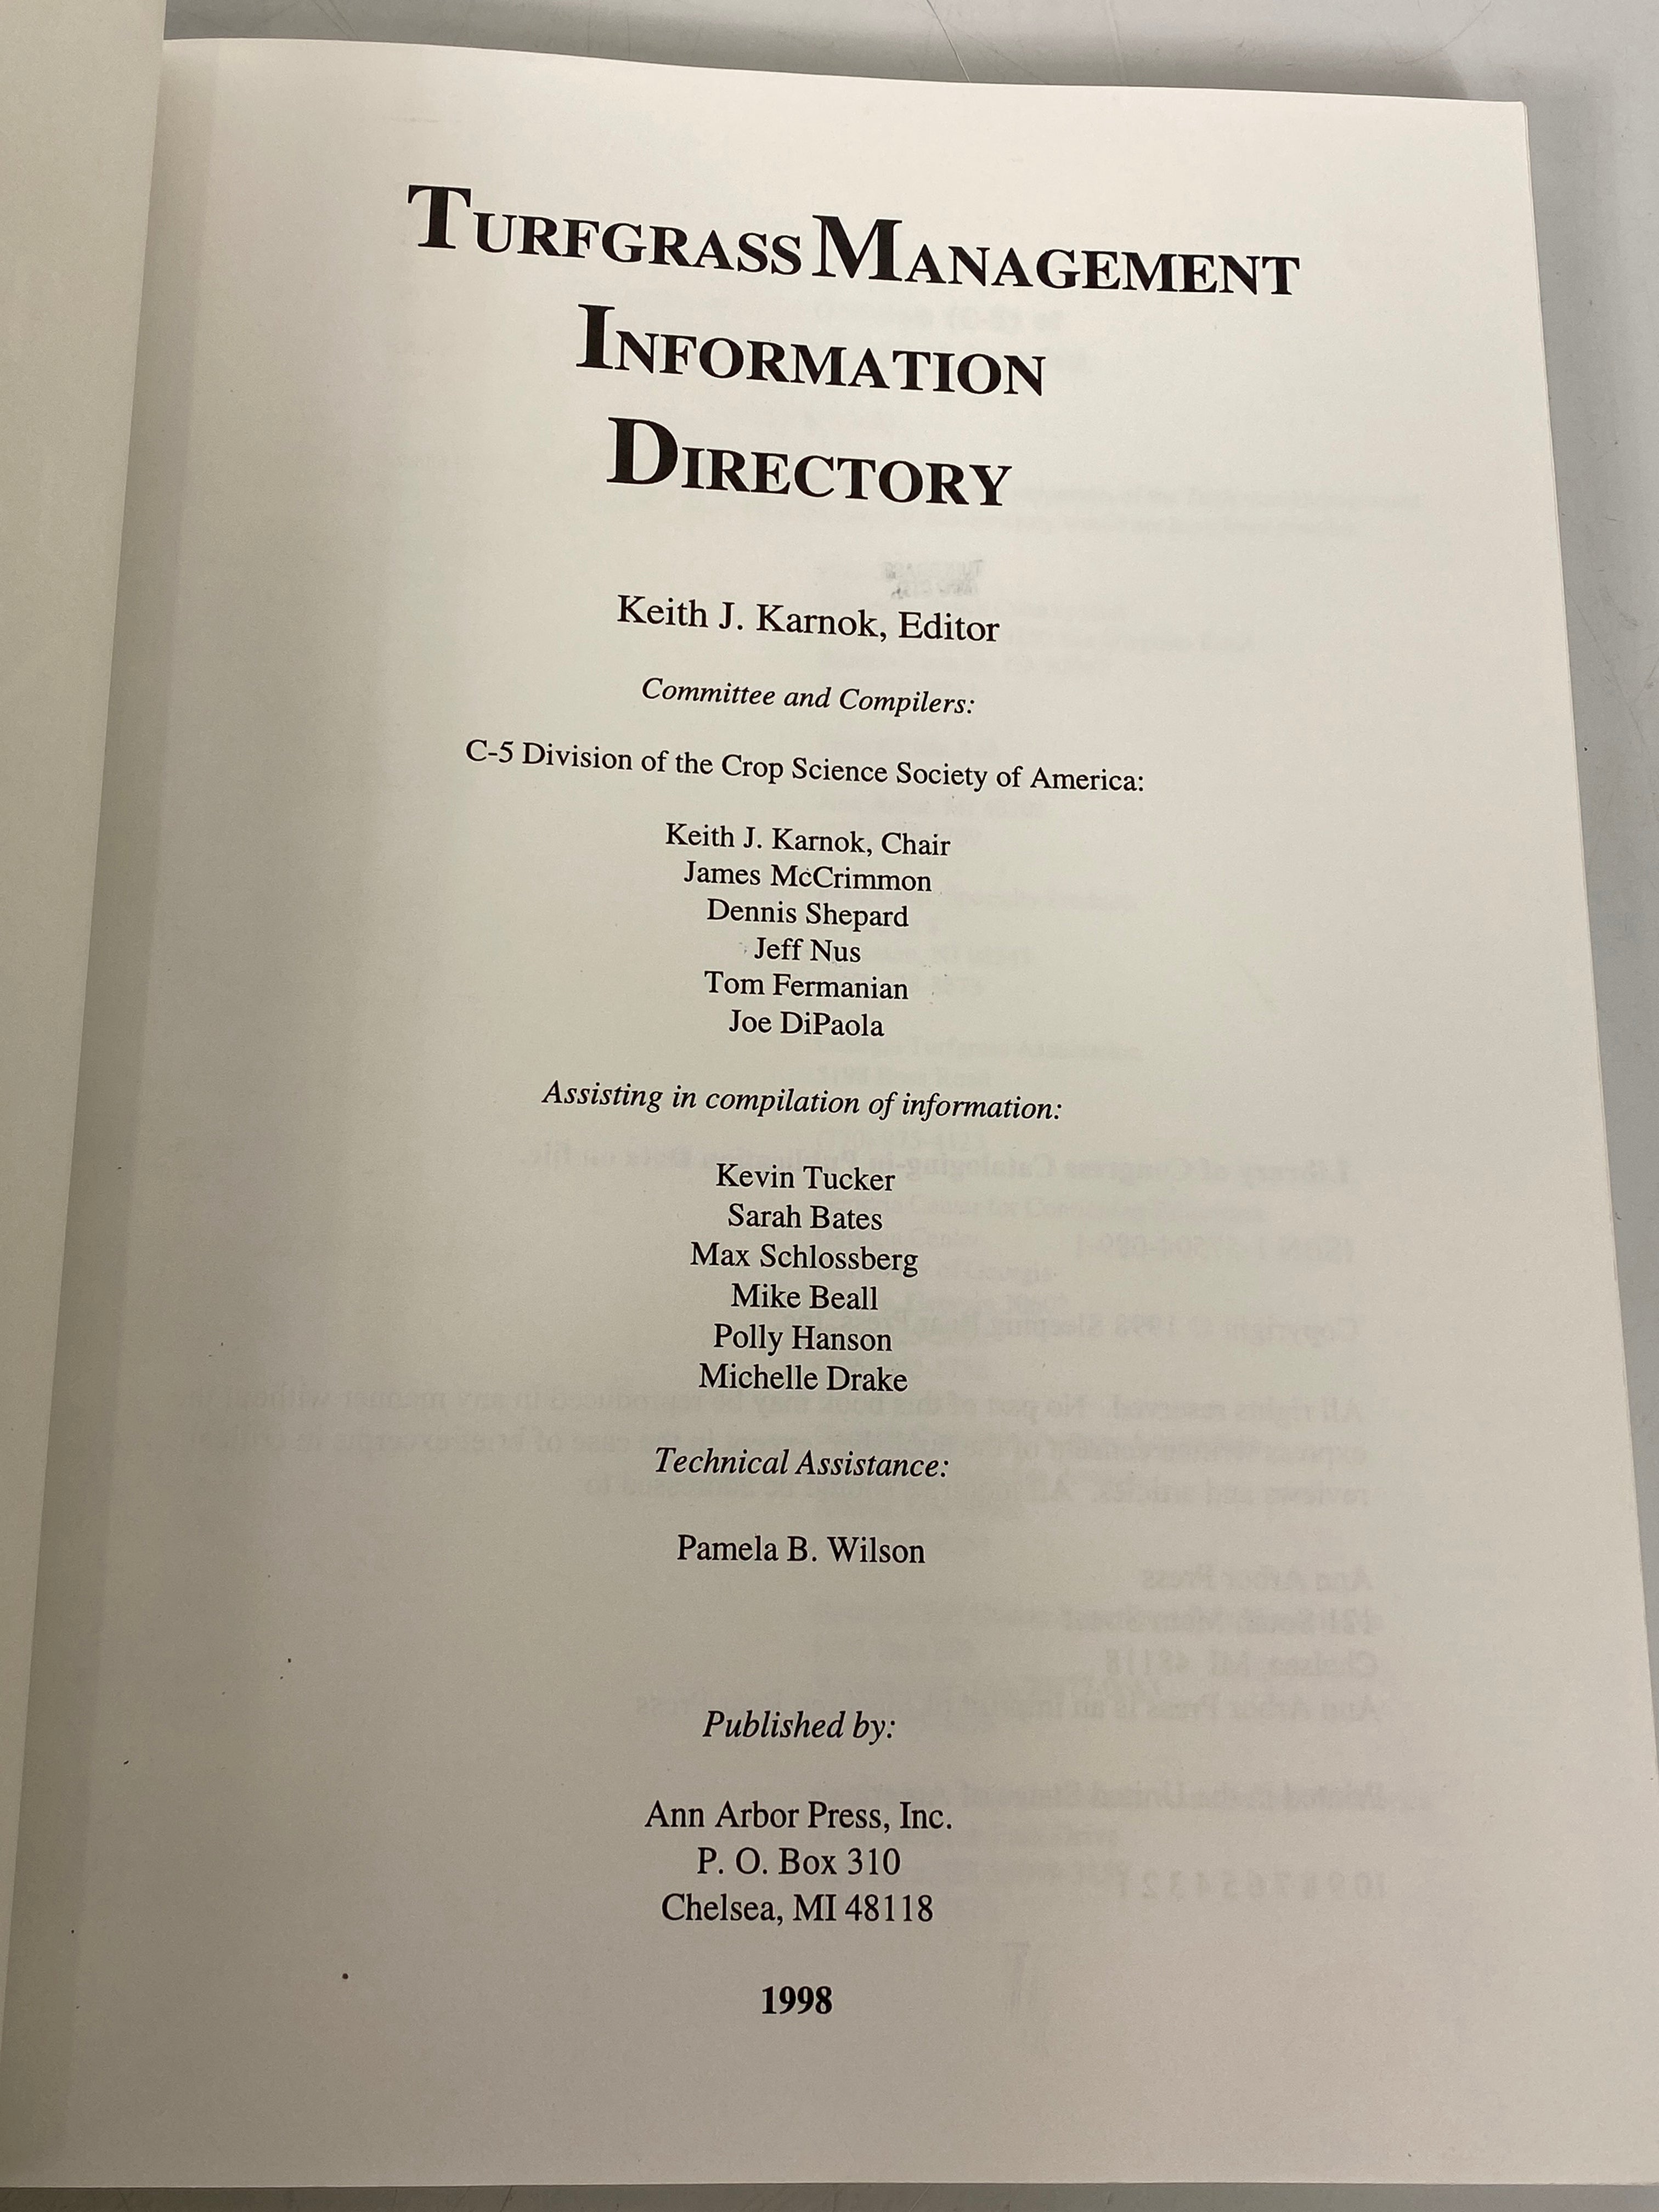 TURFGRASS MANAGEMENT
INFORMATION
DIRECTORY
Keith J. Karnok, Editor
Committee and Compilers:
C-5 Division of the Crop Science Society of America:
Keith J. Karnok, Chair
James McCrimmon
Dennis Shepard
Jeff Nus
Tom Fermanian
Joe DiPaola
Assisting in compilation of information:
Kevin Tucker
Sarah Bates
Max Schlossberg
Mike Beall
Polly Hanson
Michelle Drake
Technical Assistance:
Pamela B. Wilson
Published by:
Ann Arbor Press, Inc.
P. O. Box 310
Chelsea, MI 48118
1998